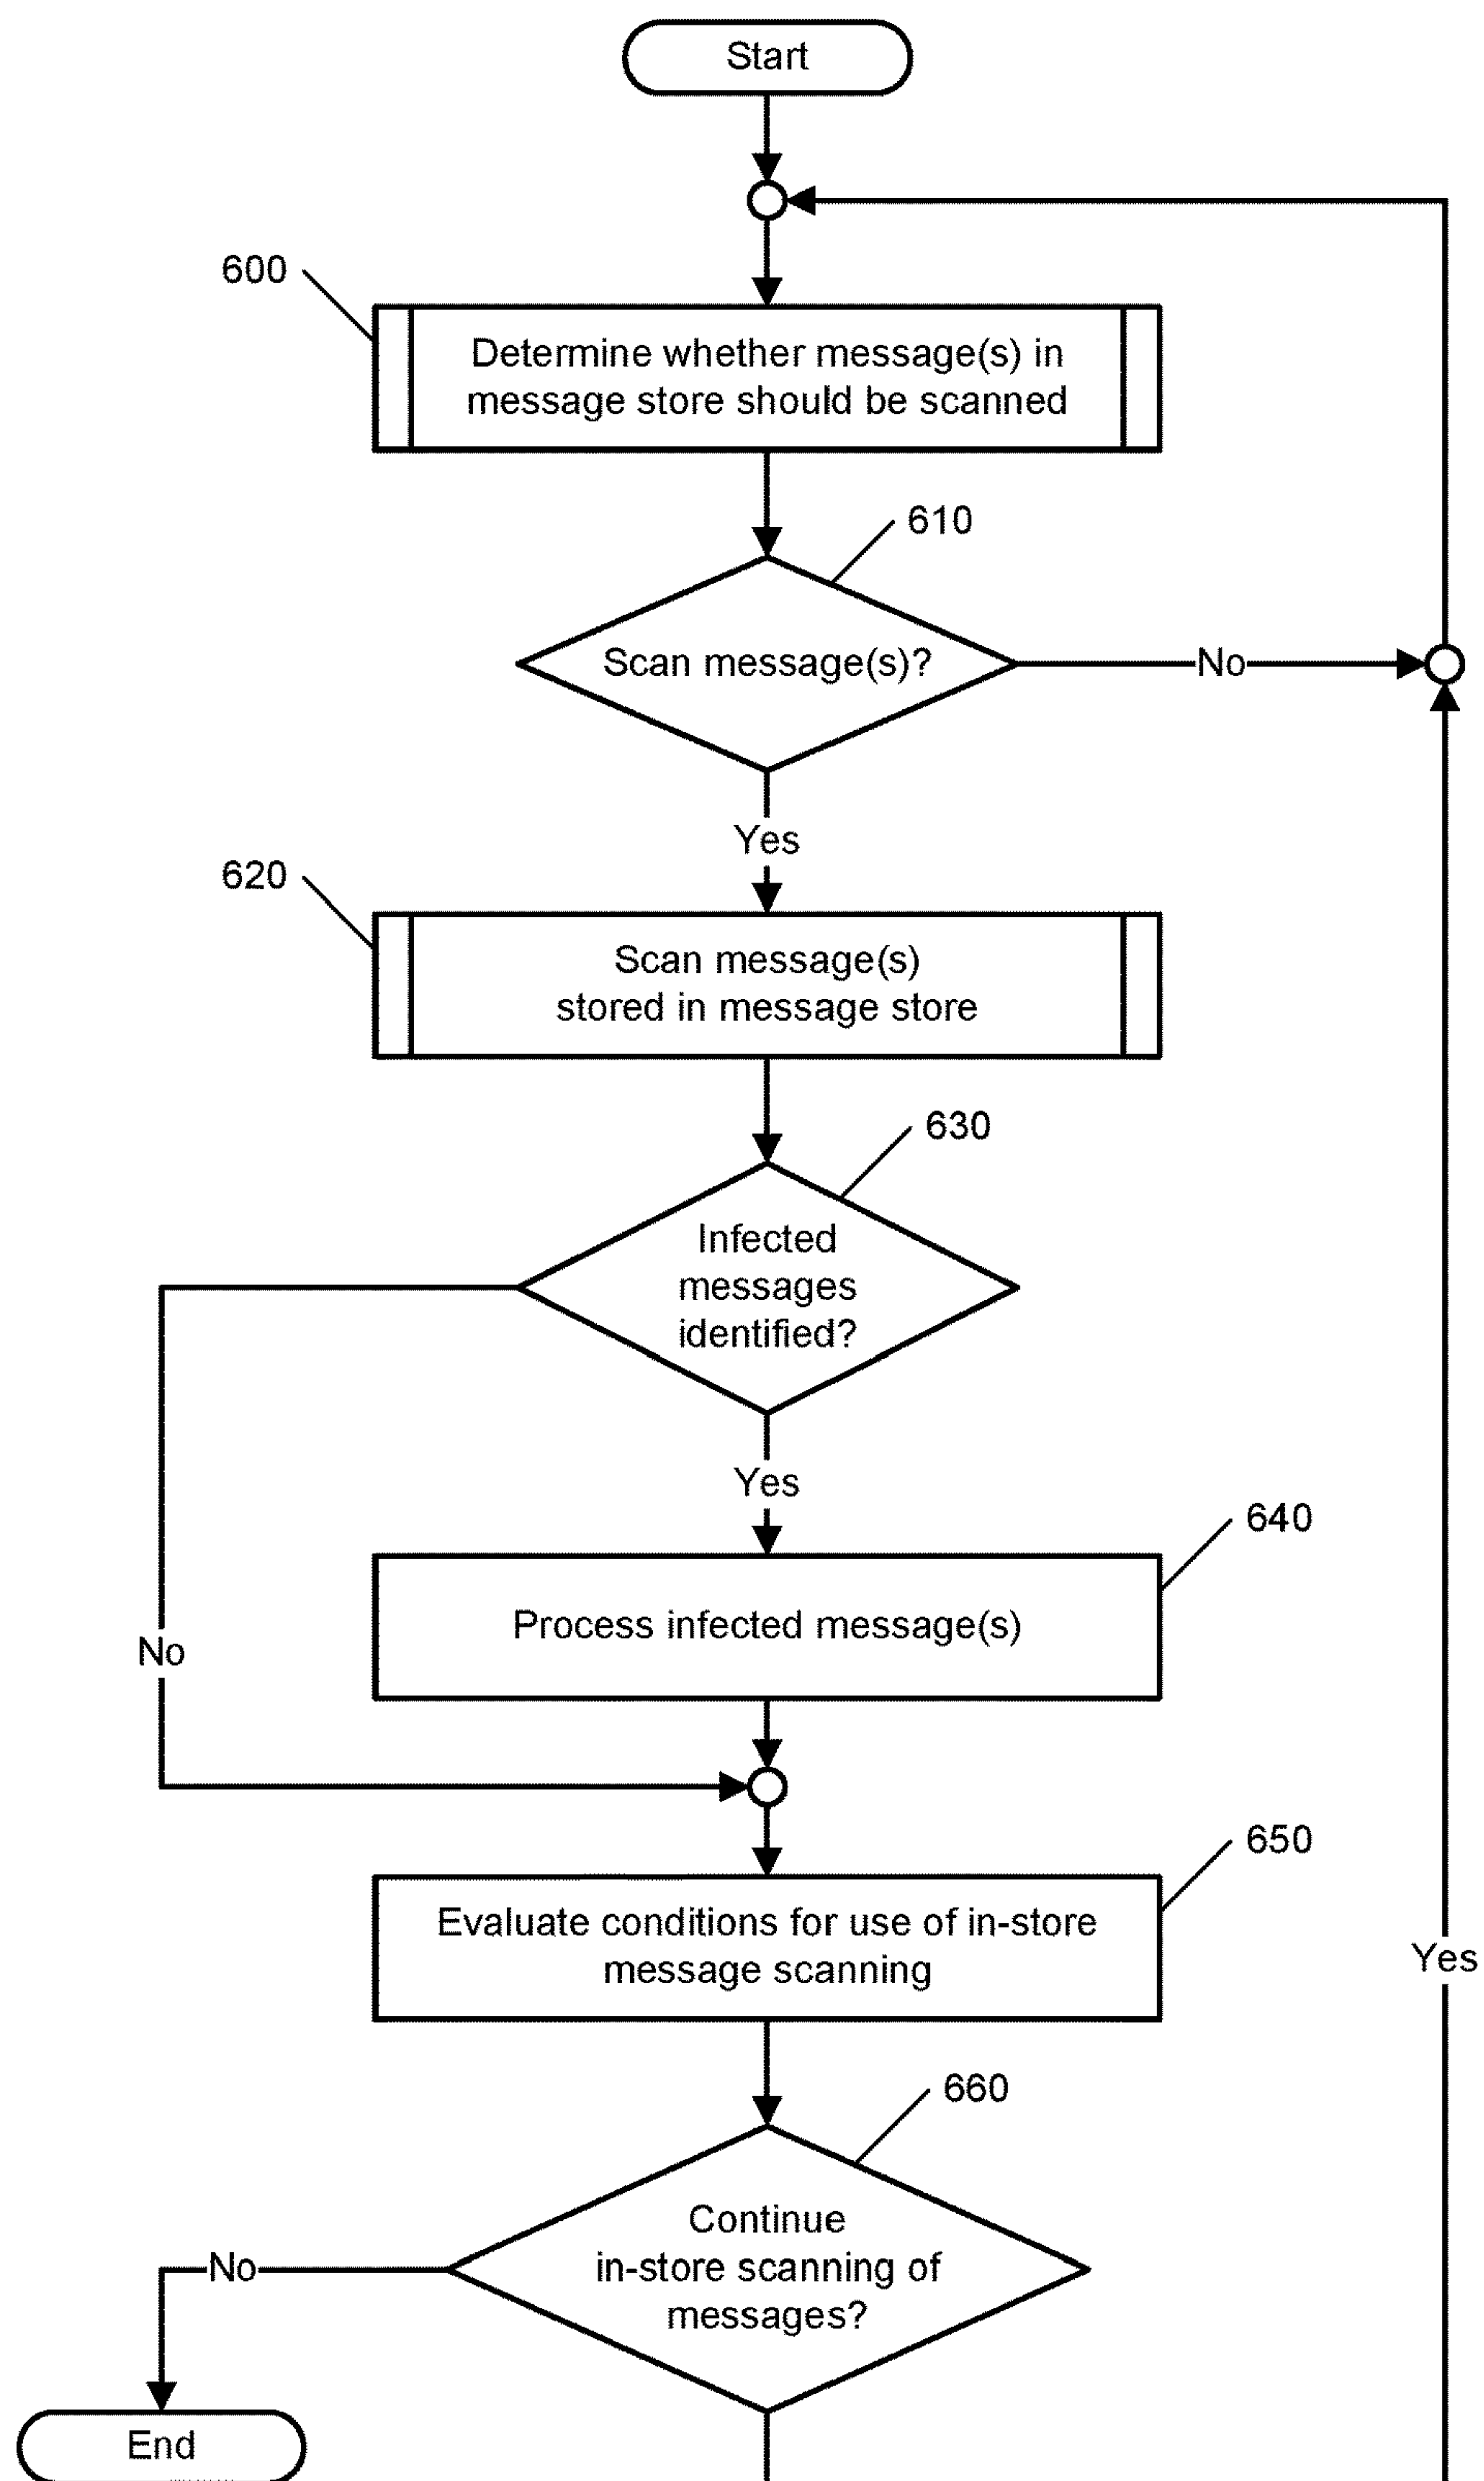 Start
600
Determine whether message(s) in
message store should be scanned
610
Scan message(s)?
No
Yes
620
Scan message(s)
stored in message store
630
Infected
messages
identified?
Yes
640
Process infected message(s)
No
650
Evaluate conditions for use of in-store
message scanning
Yes
660
Continue
in-store scanning of
messages?
No
End